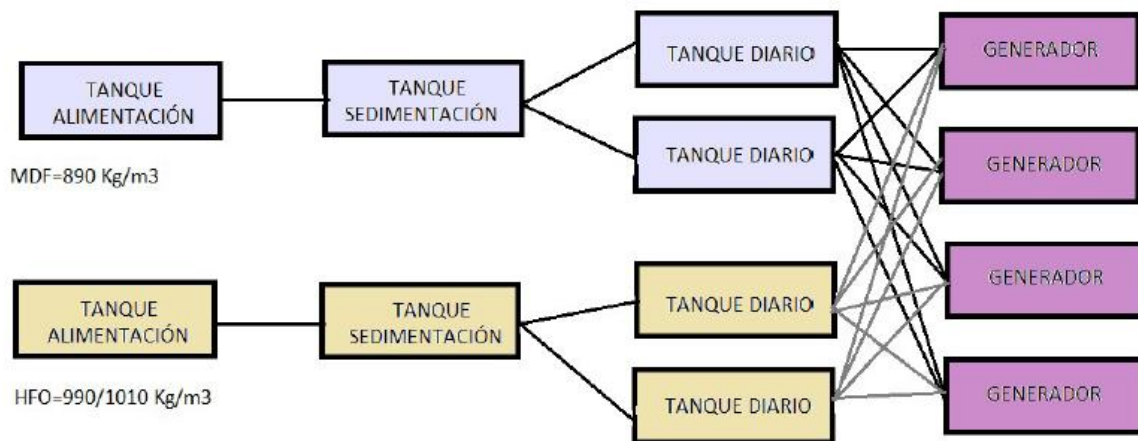 TANQUE
ALIMENTACIÓN
TANQUE
SEDIMENTACIÓN
TANQUE DIARIO
TANQUE DIARIO
GENERADOR
GENERADOR
MDF=890 Kg/m3
TANQUE
ALIMENTACIÓN
TANQUE
SEDIMENTACIÓN
TANQUE DIARIO
TANQUE DIARIO
GENERADOR
GENERADOR
HFO=990/1010 Kg/m3